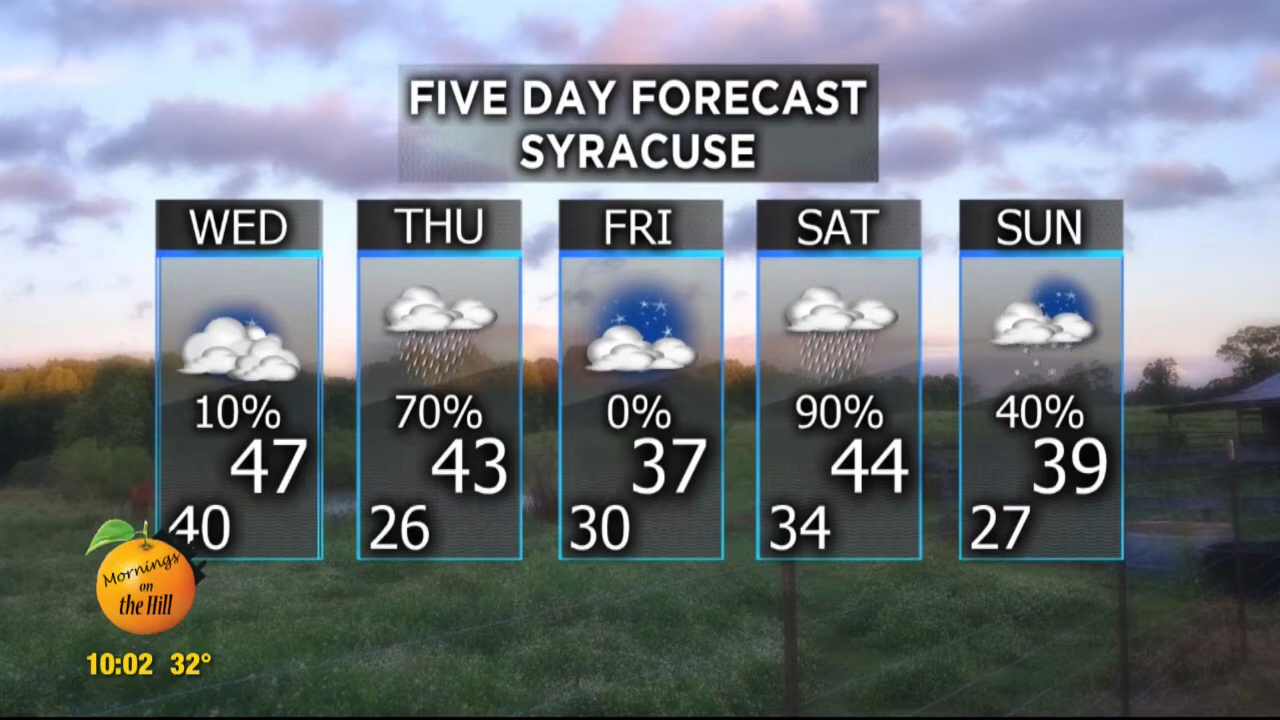 FIVE DAY FORECAST
SYRACUSE
WED
10%
47
40
THU
70%
43
26
FRI
0%
37
30
SAT
90%
44
34
SUN
40%
39
27
Mornings
on
the Hill
10:02 32°